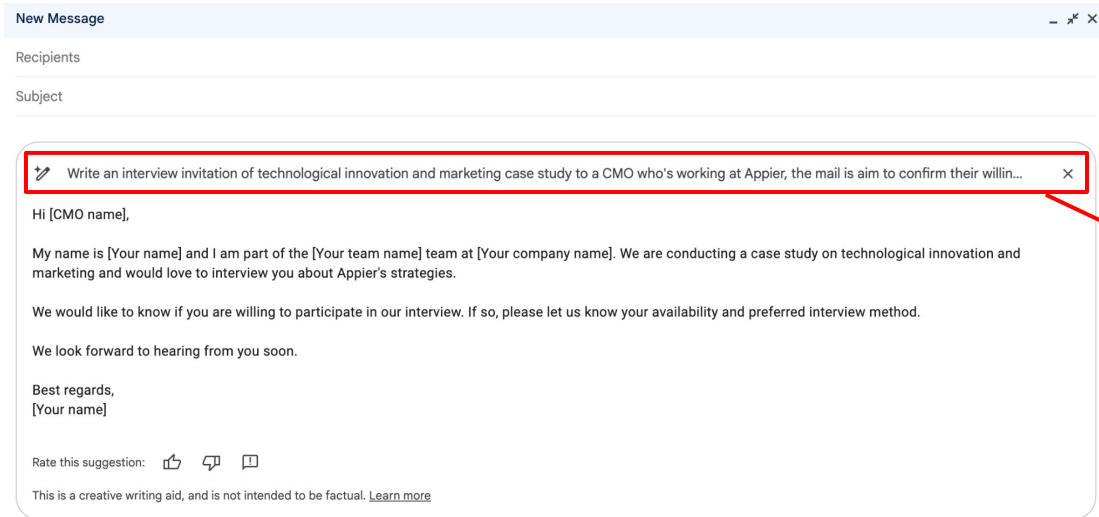 New Message
Recipients
Subject
Write an interview invitation of technological innovation and marketing case study to a CMO who's working at Appier, the mail is aim to confirm their willin...
Hi [CMO name],
My name is [Your name] and I am part of the [Your team name] team at [Your company name]. We are conducting a case study on technological innovation and
marketing and would love to interview you about Appier's strategies.
We would like to know if you are willing to participate in our interview. If so, please let us know your availability and preferred interview method.
We look forward to hearing from you soon.
Best regards,
[Your name]
Rate this suggestion:
This is a creative writing aid, and is not intended to be factual. Learn more